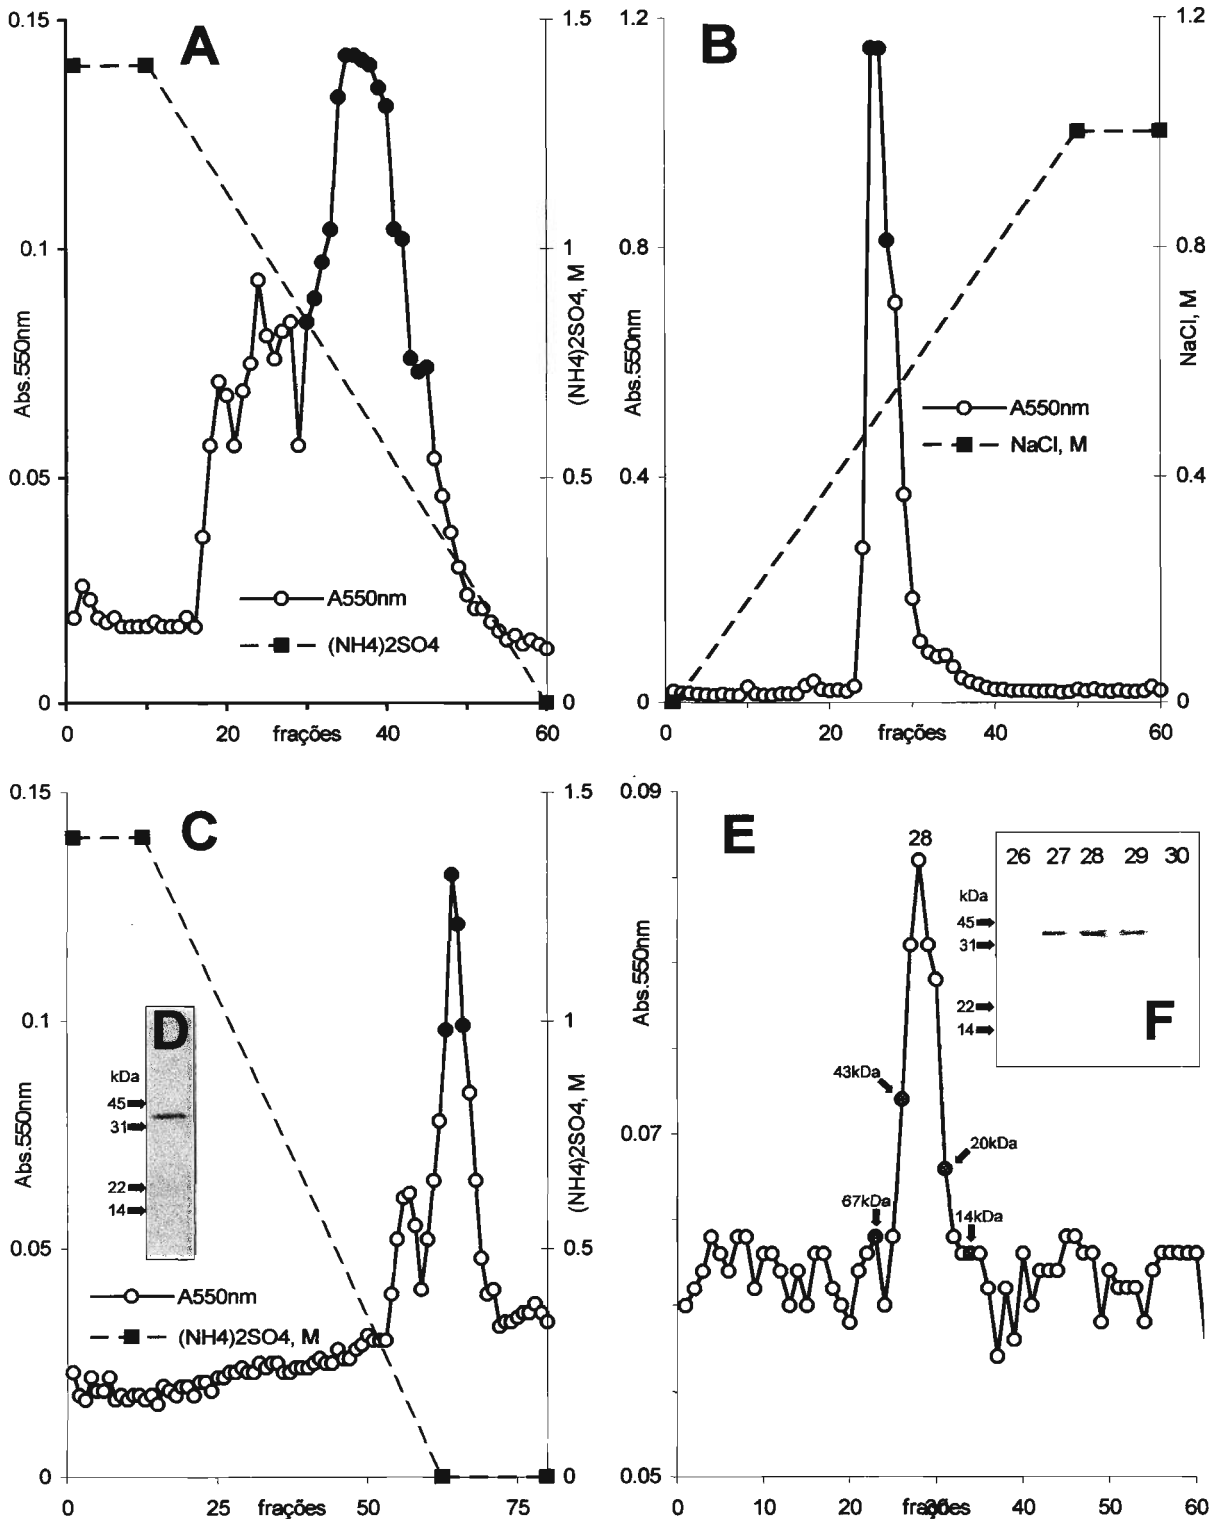 A
0.15
0.1
0.05
0
1.5
1
0.5
0
Abs.550nm
(NH4)2SO4, M
A550nm
(NH4)2SO4
0 20 frações 40 60
B
1.2
0.8
0.4
0
1.2
0.8
0.4
0
Abs.550nm
NaCl, M
A550nm
NaCl, M
0 20 frações 40 60
C
0.15
0.1
0.05
0
1.5
1
0.5
0
Abs.550nm
(NH4)2SO4, M
D
kDa
45
31
22
14
A550nm
(NH4)2SO4, M
0 25 frações 50 75
E
0.09
0.07
0.05
Abs.550nm
28
43kDa
67kDa
20kDa
14kDa
26 27 28 29 30
kDa
45
31
22
14
F
0 10 20 frações 30 40 50 60